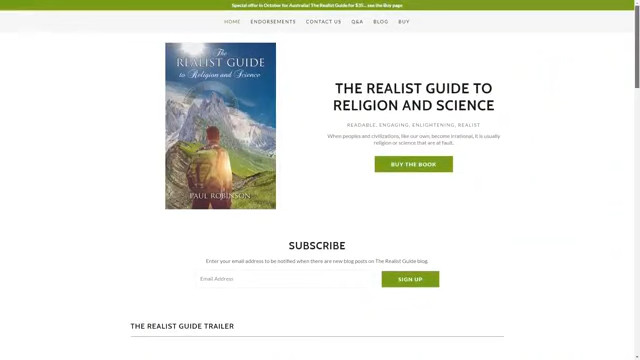 Special offer in October for Australia! The Realist Guide for $35... see the Buy page
HOME ENDORSEMENTS CONTACT US Q&A BLOG BUY
The
REALIST GUIDE
to Religion and Science
PAUL ROBINSON
THE REALIST GUIDE TO
RELIGION AND SCIENCE
READABLE, ENGAGING, ENLIGHTENING, REALIST
When peoples and civilizations, like our own, become irrational, it is usually
religion or science that are at fault.
BUY THE BOOK
SUBSCRIBE
Enter your email address to be notified when there are new blog posts on The Realist Guide blog
Email Address
SIGN UP
THE REALIST GUIDE TRAILER